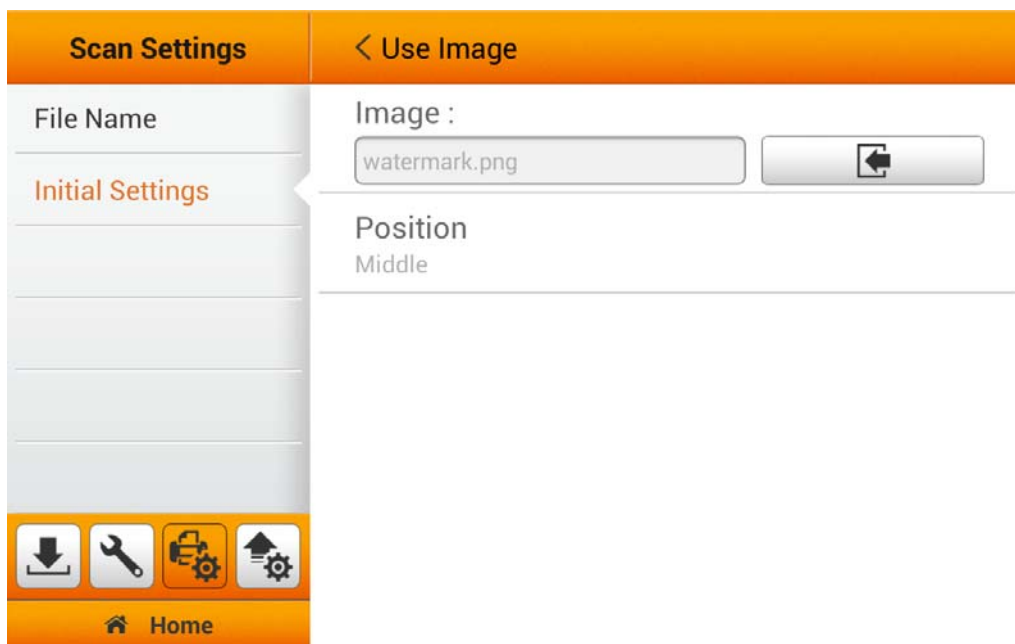 Scan Settings
< Use Image
File Name
Initial Settings
Image :
watermark.png
Position
Middle
Home